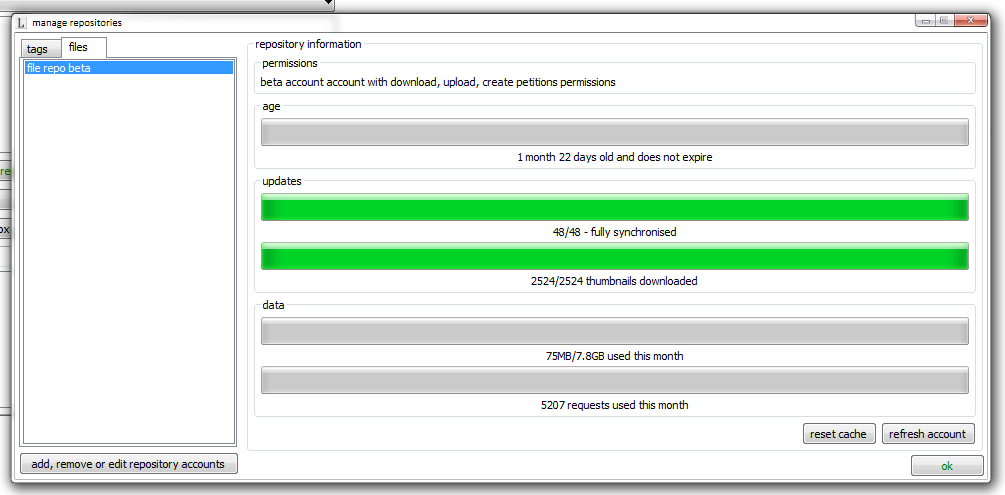 manage repositories
tags
files
file repo beta
add, remove or edit repository accounts
repository information
permissions
beta account account with download, upload, create petitions permissions
age
1 month 22 days old and does not expire
updates
48/48 - fully synchronised
2524/2524 thumbnails downloaded
data
75MB/7.8GB used this month
5207 requests used this month
reset cache
refresh account
ok